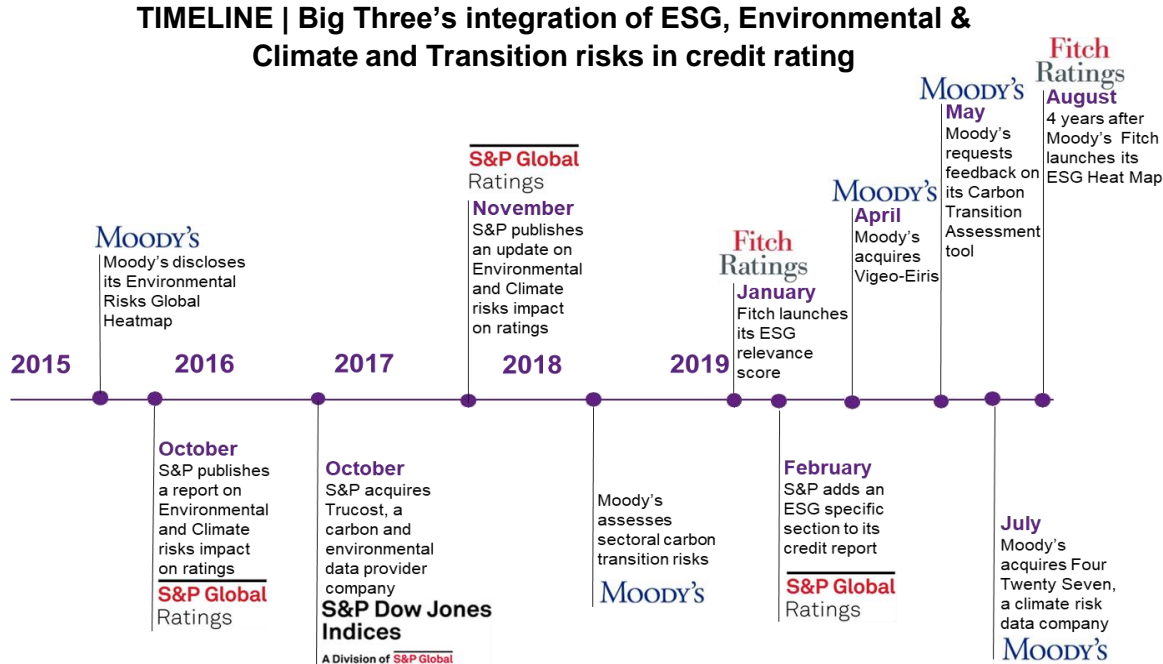 TIMELINE | Big Three's integration of ESG, Environmental &
Climate and Transition risks in credit rating
MOODY'S
Moody's discloses
its Environmental
Risks Global
Heatmap
S&P Global
Ratings
November
S&P publishes
an update on
Environmental
and Climate
risks impact
on ratings
Fitch
Ratings
January
Fitch launches
its ESG
relevance
score
MOODY'S
April
Moody's
acquires
Vigeo-Eiris
MOODY'S
May
Moody's
requests
feedback on
its Carbon
Transition
Assessment
tool
Fitch
Ratings
August
4 years after
Moody's Fitch
launches its
ESG Heat Map
2015
2016
2017
2018
2019
October
S&P publishes
a report on
Environmental
and Climate
risks impact
on ratings
S&P Global
Ratings
October
S&P acquires
Trucost, a
carbon and
environmental
data provider
company
S&P Dow Jones
Indices
A Division of S&P Global
Moody's
assesses
sectoral carbon
transition risks
MOODY'S
February
S&P adds an
ESG specific
section to its
credit report
S&P Global
Ratings
July
Moody's
acquires Four
Twenty Seven,
a climate risk
data company
MOODY'S